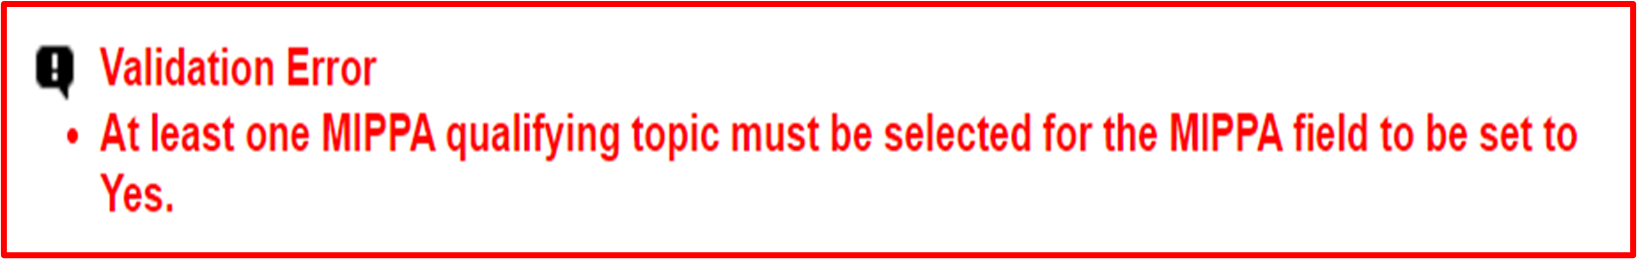 Validation Error
• At least one MIPPA qualifying topic must be selected for the MIPPA field to be set to
Yes.